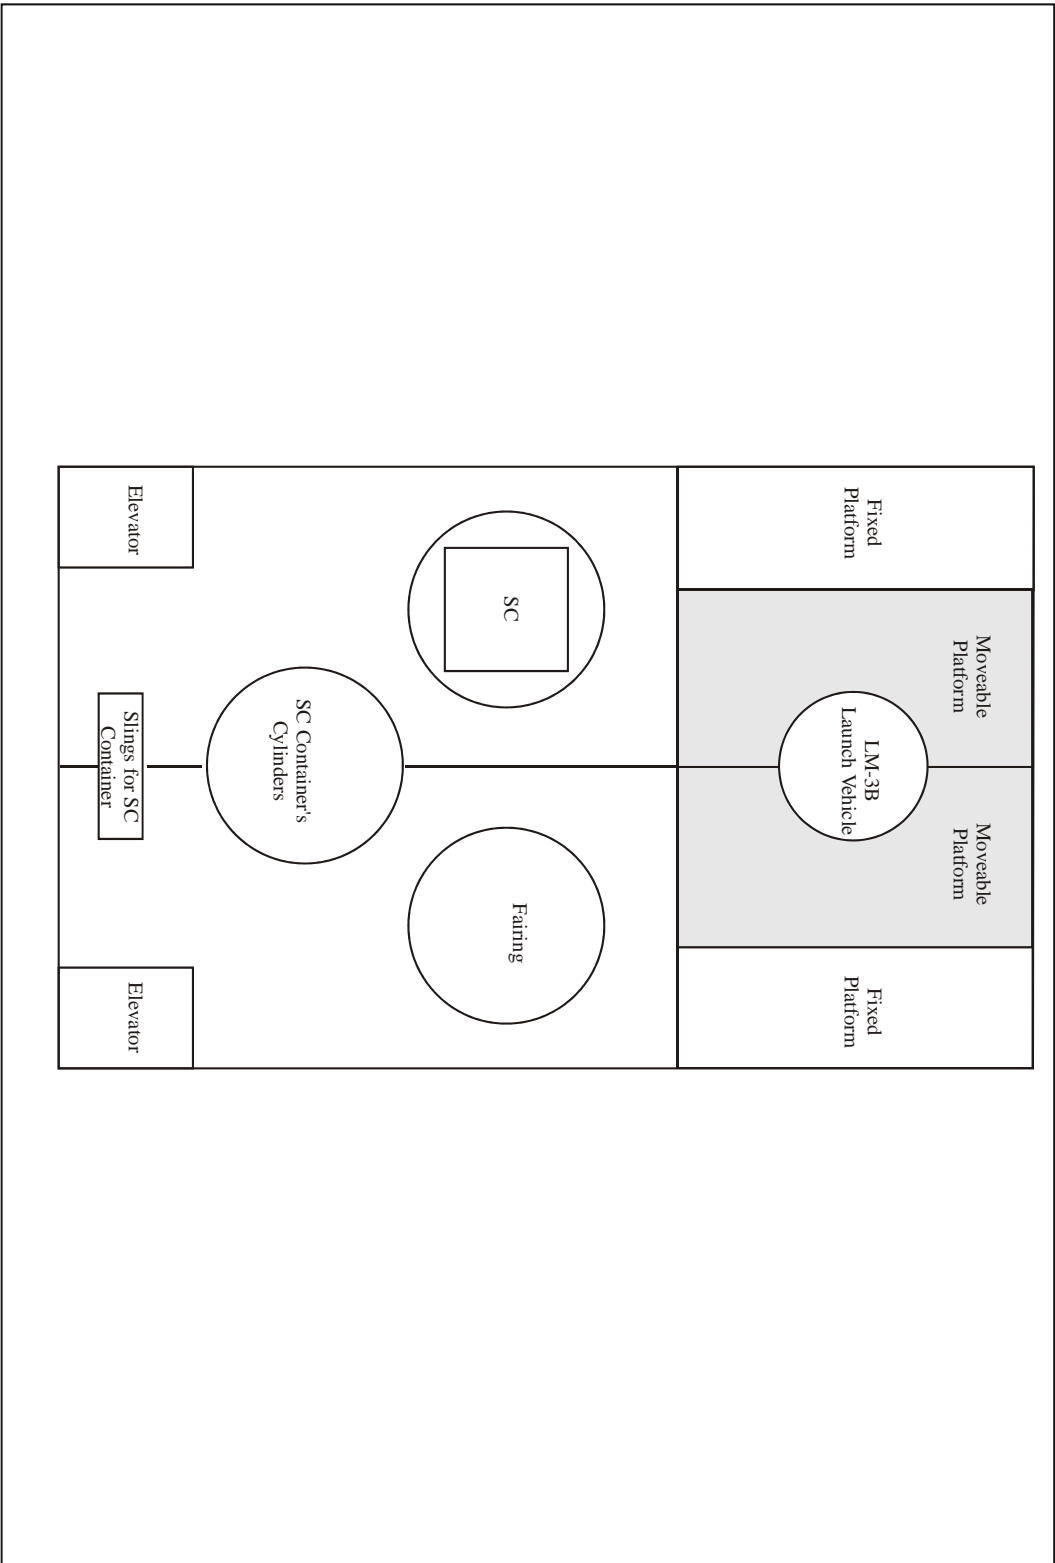 Moveable
Platform
Moveable
Platform
Fixed
Platform
LM-3B
Launch Vehicle
Fixed
Platform
SC
Fairing
SC Container's
Cylinders
Elevator
Slings for SC
Container
Elevator